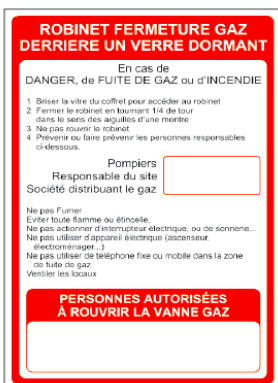 ROBINET FERMETURE GAZ
DERRIERE UN VERRE DORMANT
En cas de
DANGER, de FUITE DE GAZ ou d'INCENDIE
1 Briser la vitre du coffret pour accéder au robinet
2 Fermer le robinet en tournant 1/4 de tour
dans le sens des aiguilles d'une montre
3 Ne pas rouvrir le robinet
4 Prévenir ou faire prévenir les personnes responsables
ci-dessous.
Pompiers
Responsable du site
Société distribuant le gaz
Ne pas Fumer
Eviter toute flamme ou étincelle,
Ne pas actionner d'interrupteur électrique, ou de sonnene...
Ne pas utiliser d'appareil électrique (ascenseur,
électroménager...)
Ne pas utiliser de téléphone fixe ou mobile dans la zone
de fuite de gaz
Ventiler les locaux
PERSONNES AUTORISÉES
À ROUVRIR LA VANNE GAZ